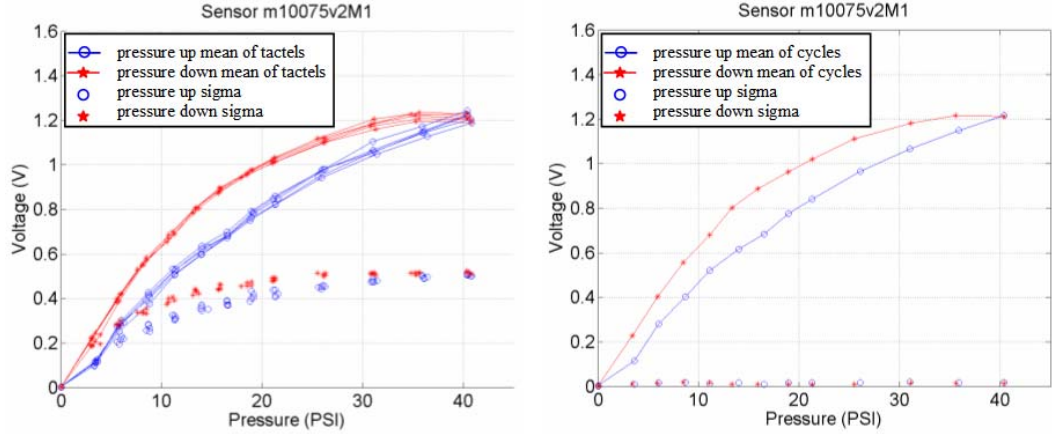 Sensor m10075v2M1
1.6
1.4
1.2
1
0.8
0.6
0.4
0.2
0
Voltage (V)
pressure up mean of tactels
pressure down mean of tactels
pressure up sigma
pressure down sigma
0
10
20
30
40
Pressure (PSI)
Sensor m10075v2M1
1.6
1.4
1.2
1
0.8
0.6
0.4
0.2
0
Voltage (V)
pressure up mean of cycles
pressure down mean of cycles
pressure up sigma
pressure down sigma
0
10
20
30
40
Pressure (PSI)